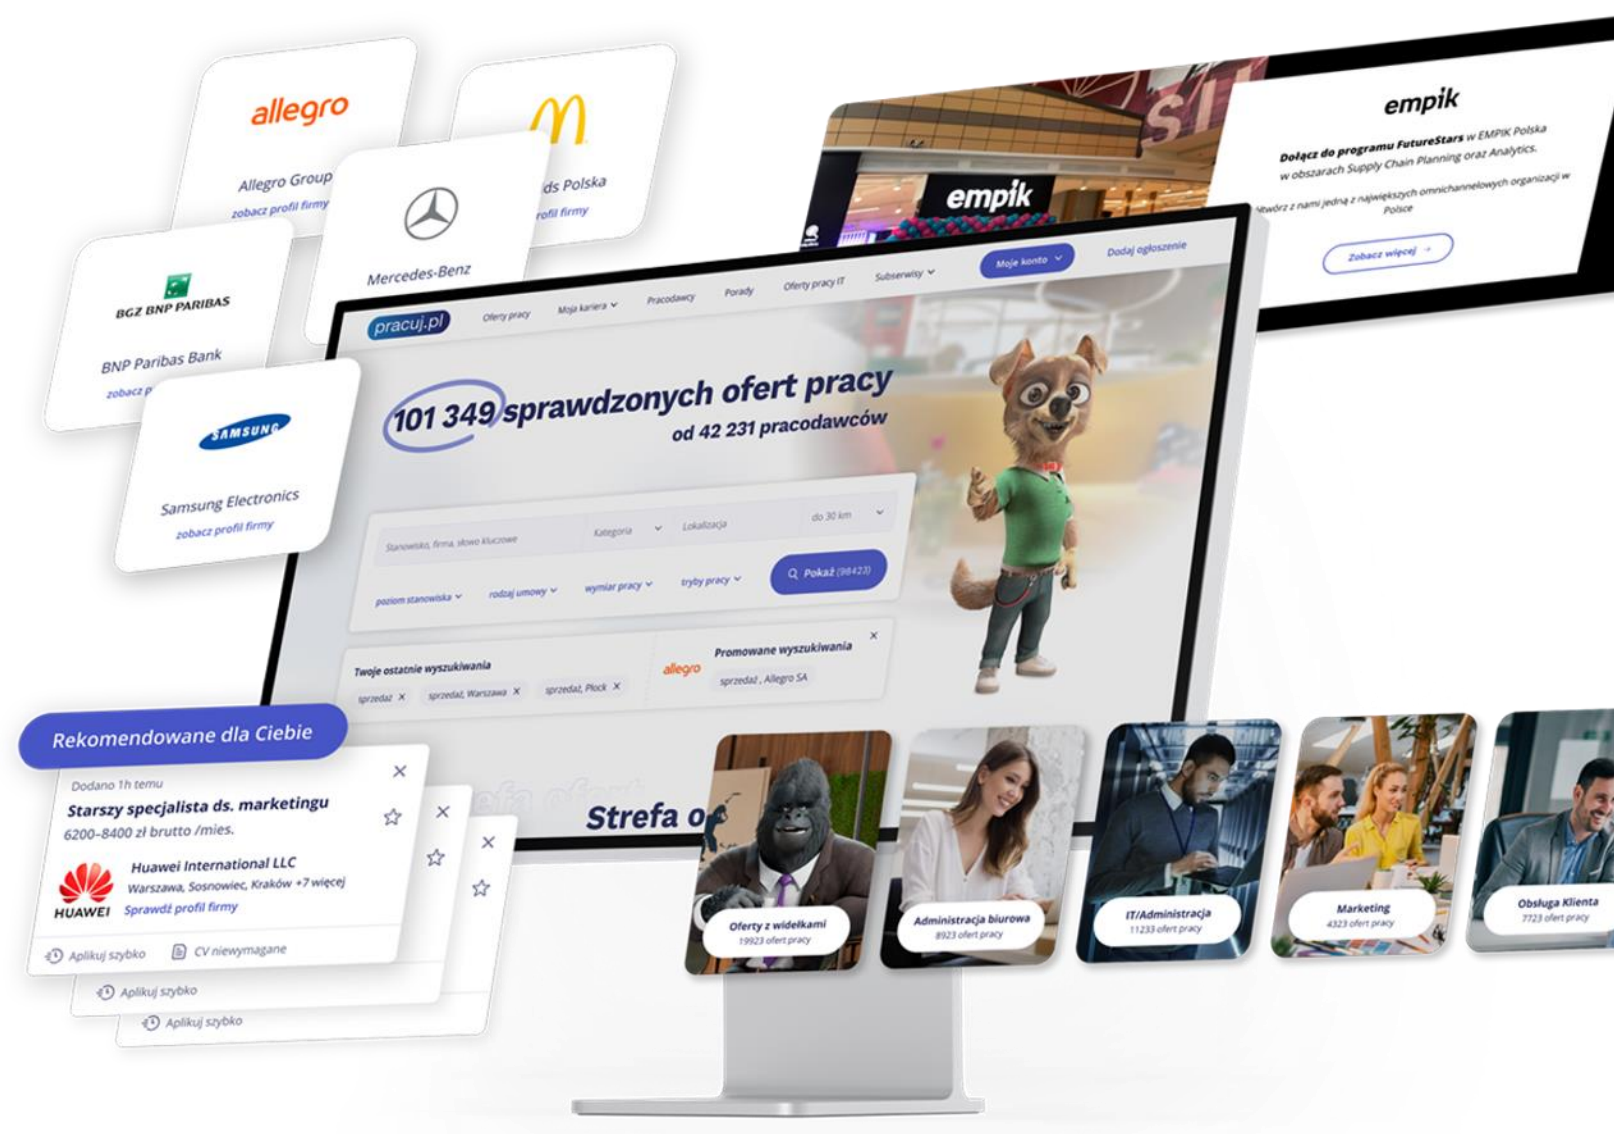 allegro
Allegro Group
zobacz profil firmy
ds Polska
rofil firmy
Mercedes-Benz
BGZ BNP PARIBAS
BNP Paribas Bank
zobacz p
SAMSUNG
Samsung Electronics
zobacz profil firmy
empik
empik
Dołącz do programu FutureStars w EMPIK Polska
w obszarach Supply Chain Planning oraz Analytics.
twórz z nami jedną z największych omnichannelowych organizacji w
Polsce
Zobacz więcej
pracuj.pl
Oferty pracy
Moja kariera
Pracodawcy
Porady
Oferty pracy IT
Subserwisy
Moje konto
Dodaj ogłoszenie
101 349 sprawdzonych ofert pracy
od 42 231 pracodawców
Stanowisko, firma, słowo kluczowe
Kategoria
Lokalizacja
do 30 km
poziom stanowiska
rodzaj umowy
wymiar pracy
tryby pracy
Pokaż (98423)
Twoje ostatnie wyszukiwania
sprzedaż
sprzedaż, Warszawa
sprzedaż, Płock
allegro
Promowane wyszukiwania
sprzedaż , Allegro SA
Strefa o
Rekomendowane dla Ciebie
Dodano 1h temu
Starszy specjalista ds. marketingu
6200–8400 zł brutto /mies.
HUAWEI
Huawei International LLC
Warszawa, Sosnowiec, Kraków +7 więcej
Sprawdź profil firmy
Aplikuj szybko
CV niewymagane
Aplikuj szybko
Aplikuj szybko
Oferty z widełkami
19923 ofert pracy
Administracja biurowa
8923 ofert pracy
IT/Administracja
11233 ofert pracy
Marketing
4323 ofert pracy
Obsługa Klienta
7723 ofert pracy